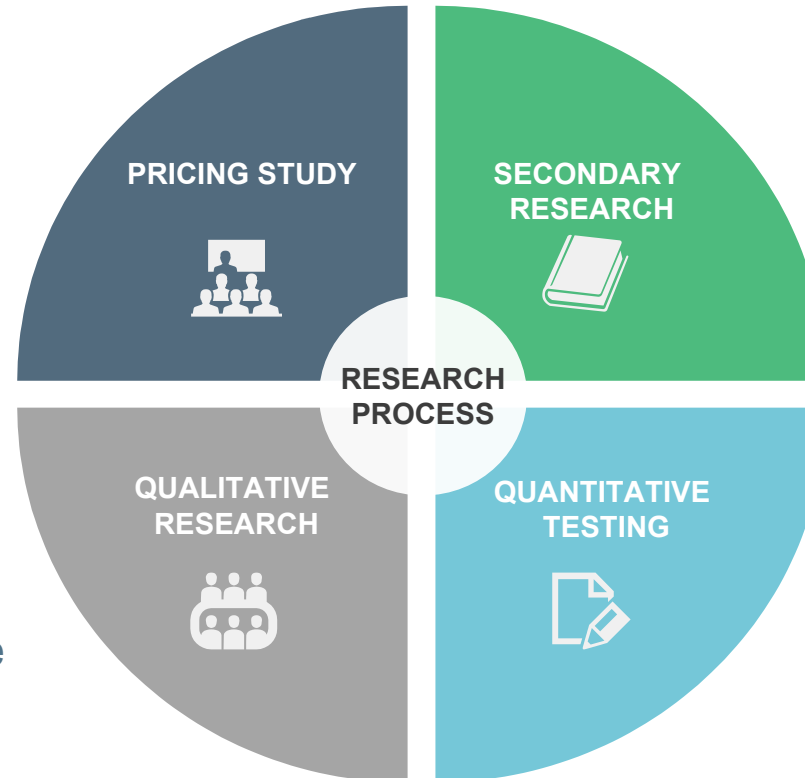 PRICING STUDY
SECONDARY
RESEARCH
RESEARCH
PROCESS
QUALITATIVE
RESEARCH
QUANTITATIVE
TESTING
e